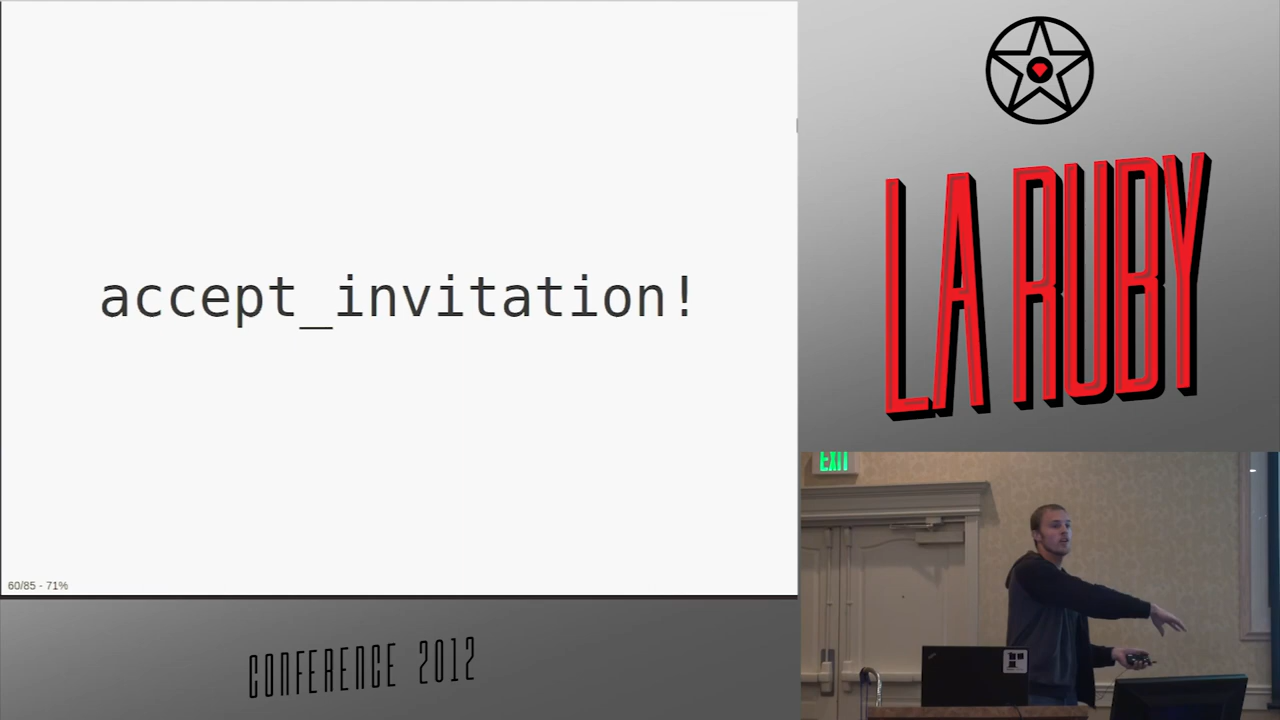 accept_invitation!
60/85 - 71%
LA RUBY
CONFERENCE 2012
EXIT